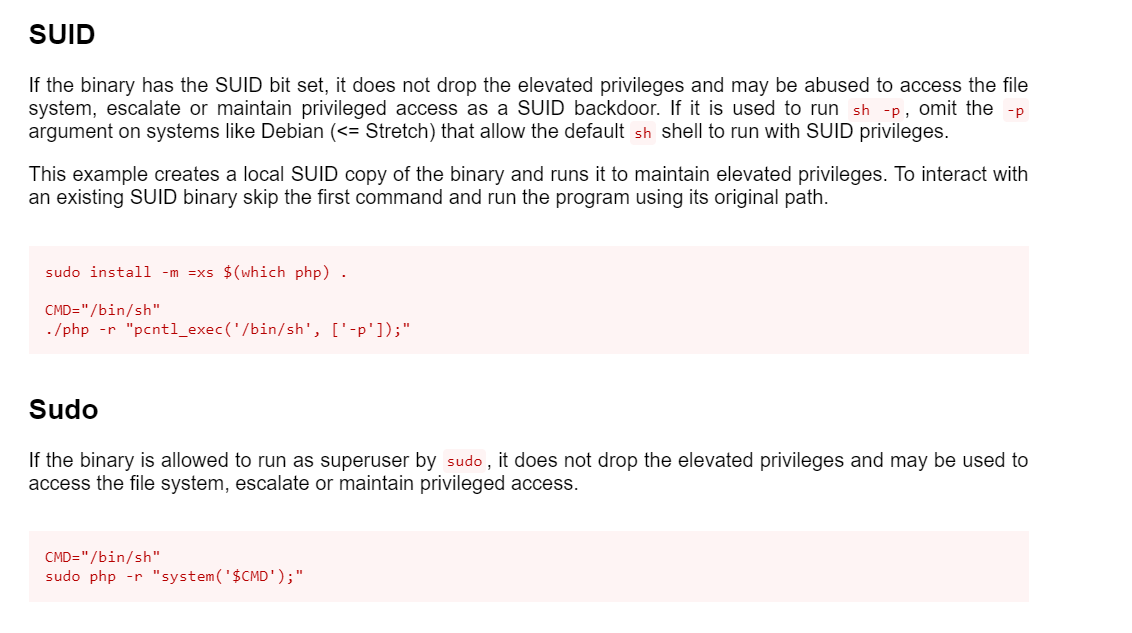 SUID
If the binary has the SUID bit set, it does not drop the elevated privileges and may be abused to access the file
system, escalate or maintain privileged access as a SUID backdoor. If it is used to run sh -p, omit the -p
argument on systems like Debian (<= Stretch) that allow the default sh shell to run with SUID privileges.
This example creates a local SUID copy of the binary and runs it to maintain elevated privileges. To interact with
an existing SUID binary skip the first command and run the program using its original path.
sudo install -m =xs $(which php) .
CMD="/bin/sh"
./php -r "pcntl_exec('/bin/sh', ['-p']);"
Sudo
If the binary is allowed to run as superuser by sudo, it does not drop the elevated privileges and may be used to
access the file system, escalate or maintain privileged access.
CMD="/bin/sh"
sudo php -r "system('$CMD');"